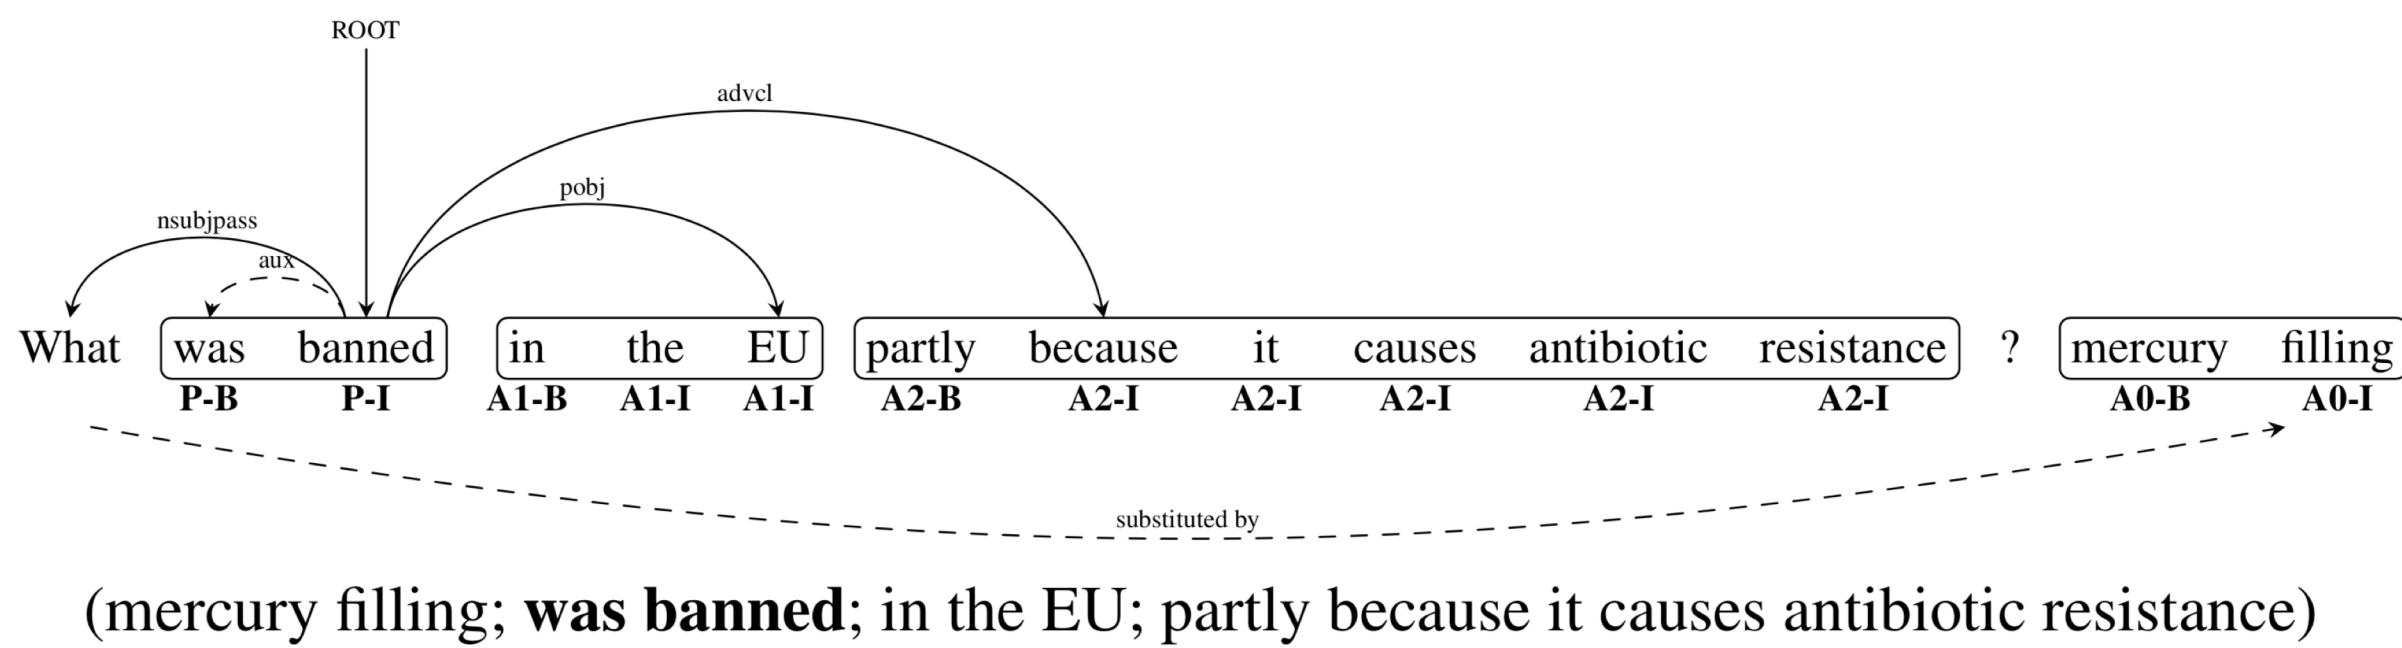 ROOT
advcl
pobj
nsubjpass
aux
What was banned in the EU partly because it causes antibiotic resistance ? mercury filling
P-B P-I A1-B A1-I A1-I A2-B A2-I A2-I A2-I A2-I A2-I A0-B A0-I
substituted by
(mercury filling; was banned; in the EU; partly because it causes antibiotic resistance)